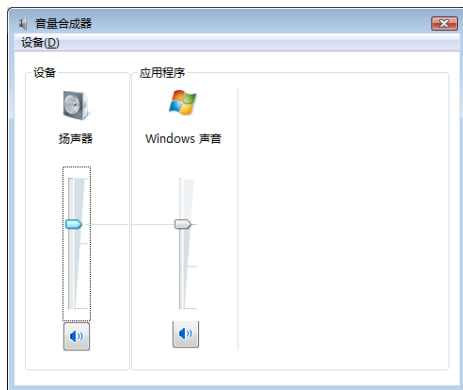 音量合成器
设备(D)
设备
应用程序
扬声器
Windows 声音